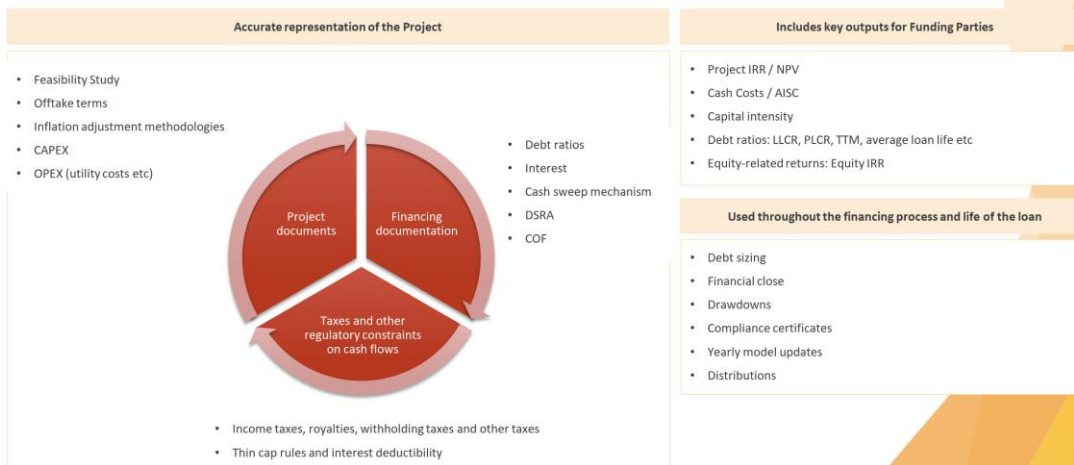 Accurate representation of the Project
• Feasibility Study
• Offtake terms
• Inflation adjustment methodologies
• CAPEX
• OPEX (utility costs etc)
Project
documents
Financing
documentation
Taxes and other
regulatory constraints
on cash flows
• Debt ratios
• Interest
• Cash sweep mechanism
• DSRA
• COF
• Income taxes, royalties, withholding taxes and other taxes
• Thin cap rules and interest deductibility
Includes key outputs for Funding Parties
• Project IRR / NPV
• Cash Costs / AISC
• Capital intensity
• Debt ratios: LLCR, PLCR, TTM, average loan life etc
• Equity-related returns: Equity IRR
Used throughout the financing process and life of the loan
• Debt sizing
• Financial close
• Drawdowns
• Compliance certificates
• Yearly model updates
• Distributions